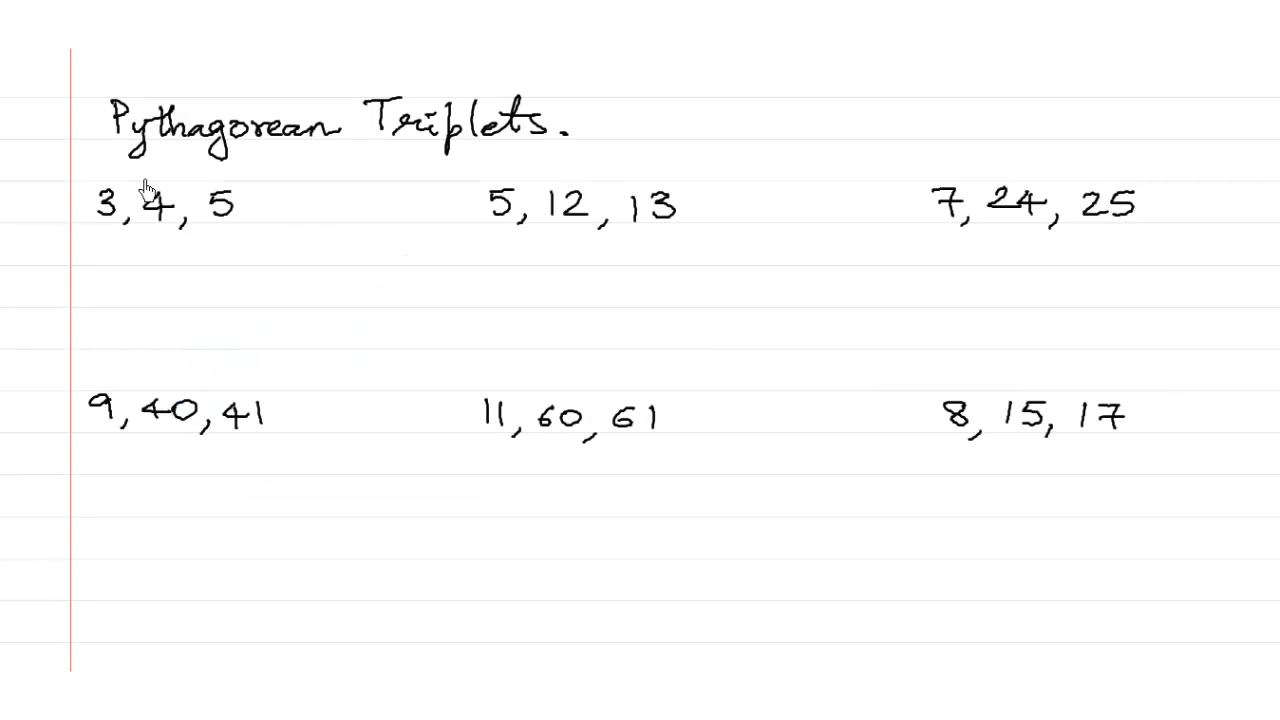 Pythagorean Triplets.
3, 4, 5 5, 12, 13 7, 24, 25
9, 40, 41 11, 60, 61 8, 15, 17